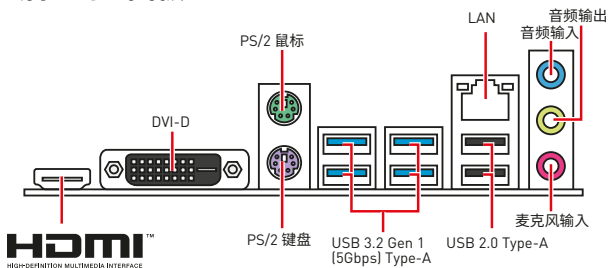 音频输出
LAN
音频输入
PS/2 鼠标
DVI-D
PS/2 键盘
USB 3.2 Gen 1
(5Gbps) Type-A
USB 2.0 Type-A
麦克风输入
HDMI™
HIGH-DEFINITION MULTIMEDIA INTERFACE